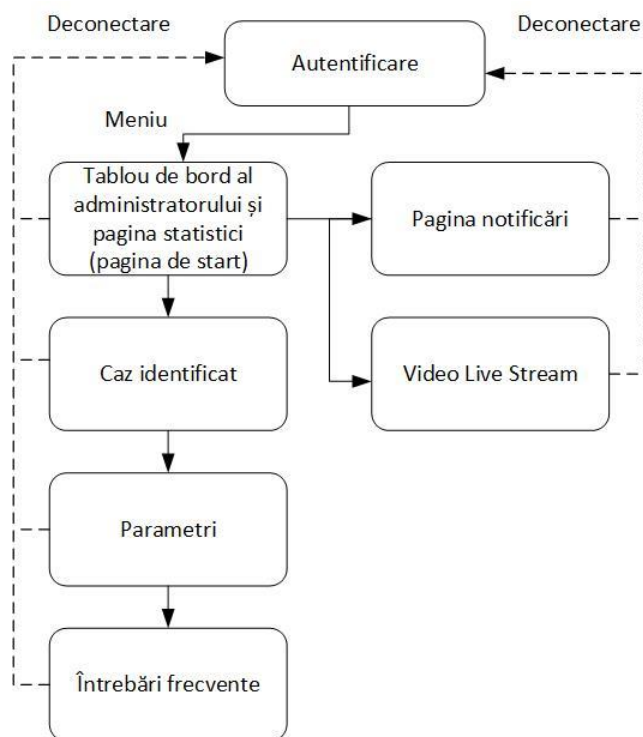 Deconectare
Deconectare
Autentificare
Meniu
Tablou de bord al
administratorului și
pagina statistici
(pagina de start)
Pagina notificări
Caz identificat
Video Live Stream
Parametri
Întrebări frecvente